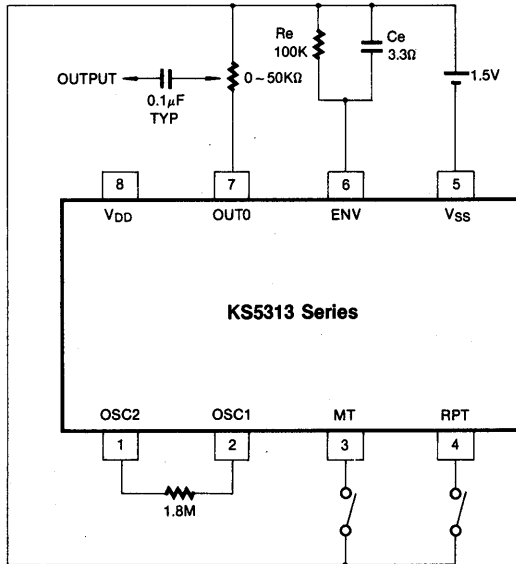 Re
100K
Ce
3.3Ω
OUTPUT
0.1μF
TYP
0~50KΩ
1.5V
8
7
6
5
VDD
OUT0
ENV
VSS
KS5313 Series
OSC2
OSC1
MT
RPT
1
2
3
4
1.8M